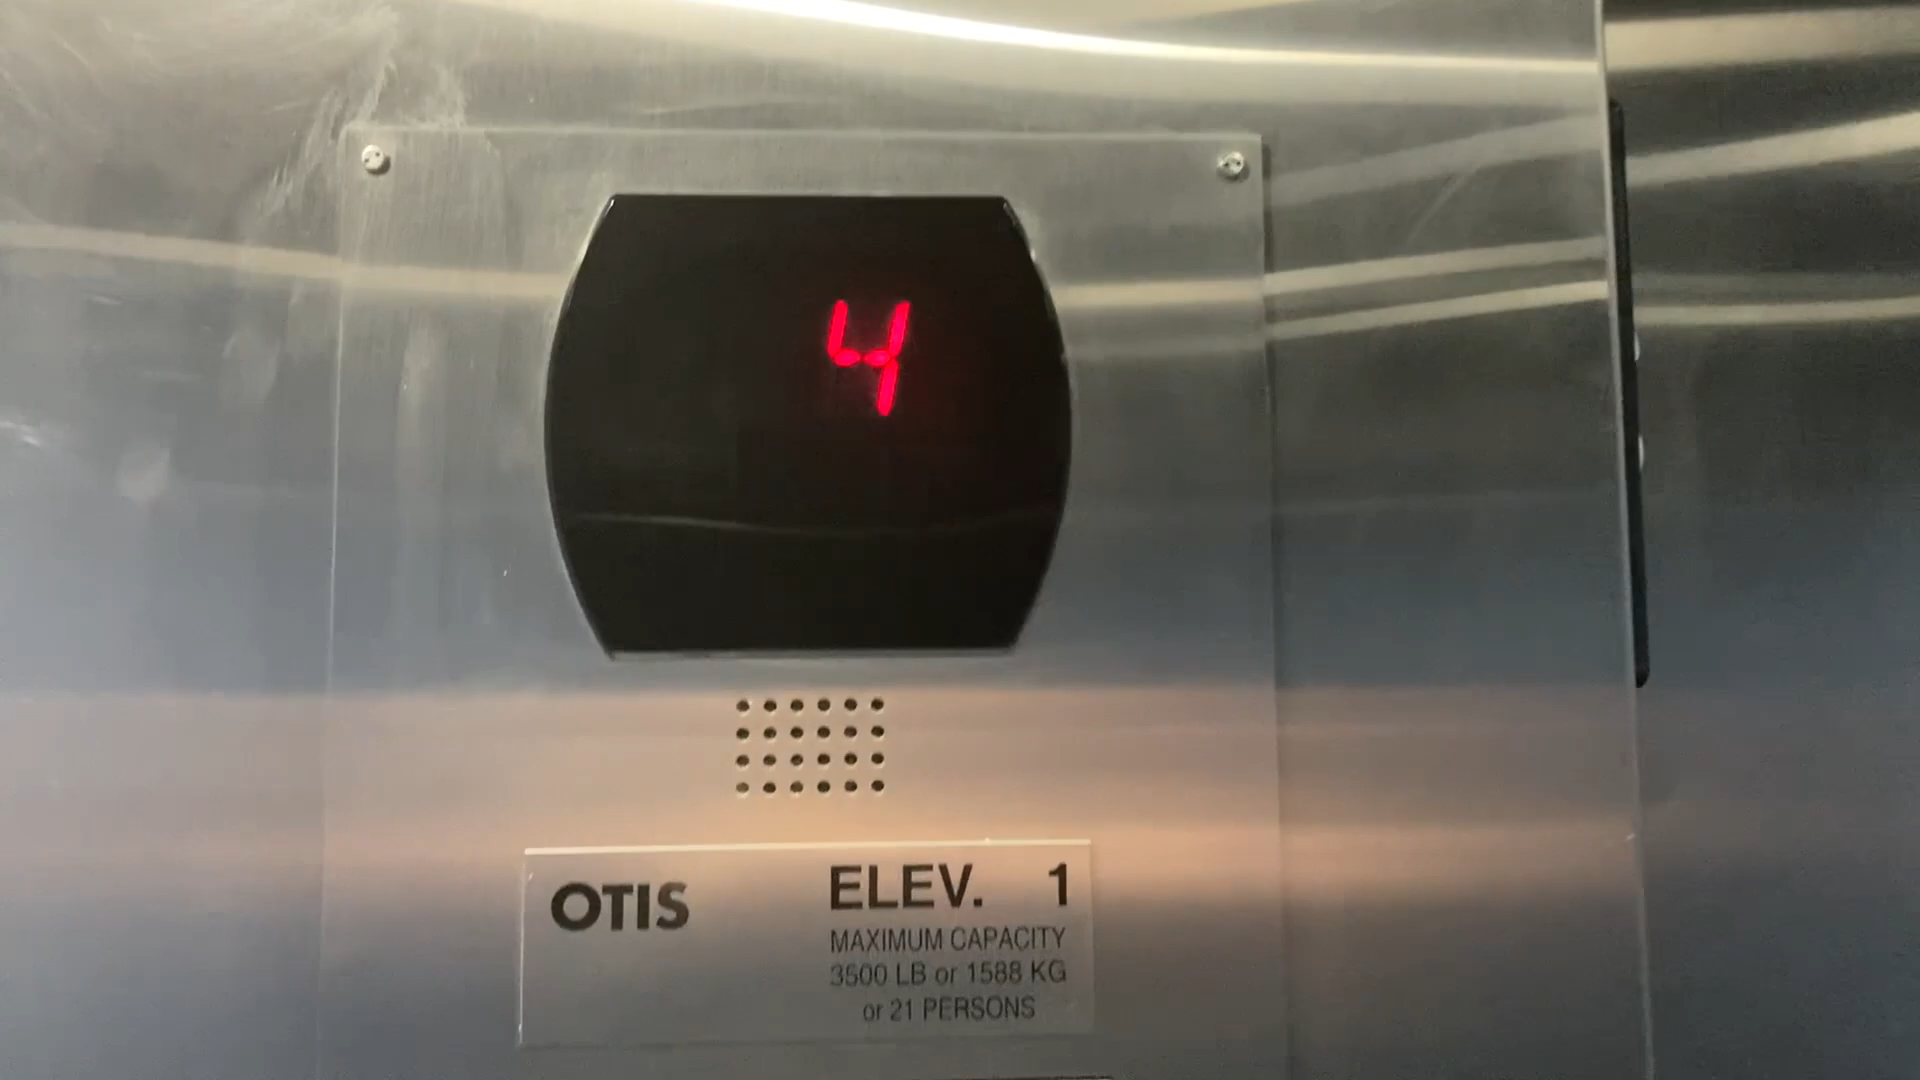 4
OTIS
ELEV. 1
MAXIMUM CAPACITY
3500 LB or 1588 KG
or 21 PERSONS